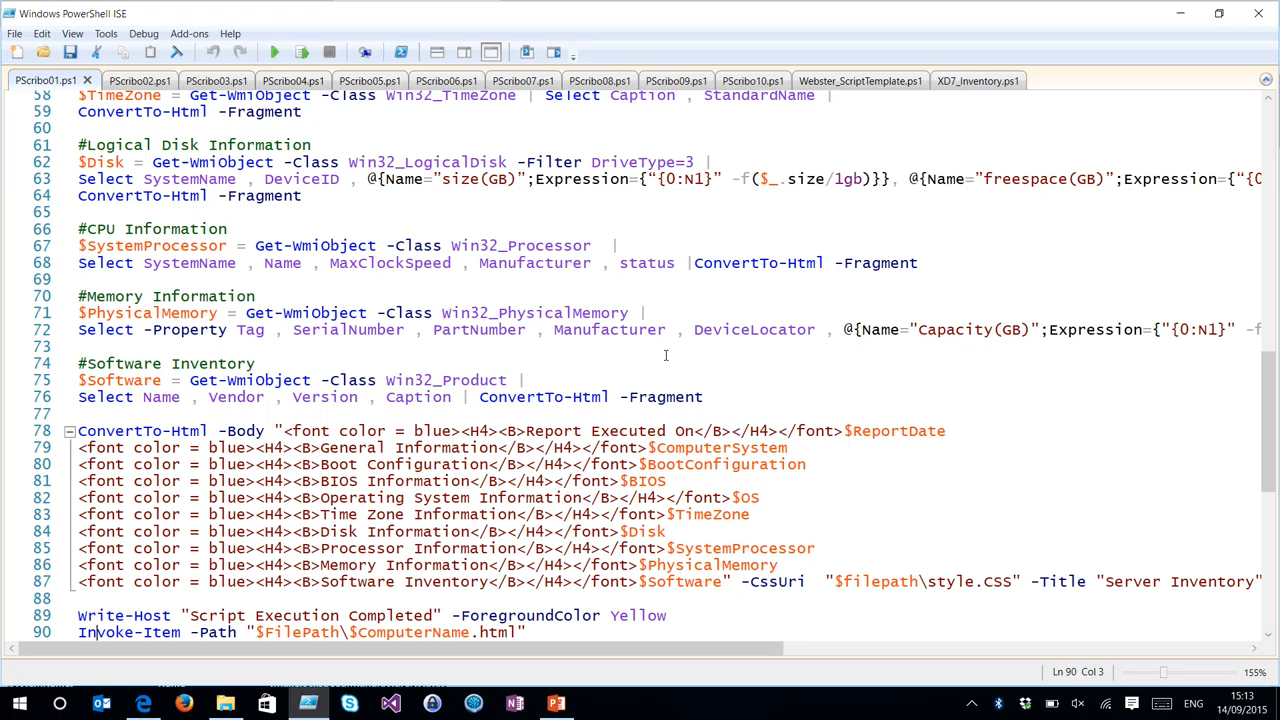 Windows PowerShell ISE
File Edit View Tools Debug Add-ons Help
PScribo01.ps1 PScribo02.ps1 PScribo03.ps1 PScribo04.ps1 PScribo05.ps1 PScribo06.ps1 PScribo07.ps1 PScribo08.ps1 PScribo09.ps1 PScribo10.ps1 Webster_ScriptTemplate.ps1 XD7_Inventory.ps1
58 $TimeZone = Get-WmiObject -Class Win32_TimeZone | Select Caption , StandardName |
59 ConvertTo-Html -Fragment
60
61 #Logical Disk Information
62 $Disk = Get-WmiObject -Class Win32_LogicalDisk -Filter DriveType=3 |
63 Select SystemName , DeviceID , @{Name="size(GB)";Expression={“{0:N1}" -f($_.size/1gb)}}, @{Name="freespace(GB)";Expression={“{0
64 ConvertTo-Html -Fragment
65
66 #CPU Information
67 $SystemProcessor = Get-WmiObject -Class Win32_Processor |
68 Select SystemName , Name , MaxClockSpeed , Manufacturer , status |ConvertTo-Html -Fragment
69
70 #Memory Information
71 $PhysicalMemory = Get-WmiObject -Class Win32_PhysicalMemory |
72 Select -Property Tag , SerialNumber , PartNumber , Manufacturer , DeviceLocator , @{Name="Capacity(GB)";Expression={"{0:N1}" -f
73
74 #Software Inventory
75 $Software = Get-WmiObject -Class Win32_Product |
76 Select Name , Vendor , Version , Caption | ConvertTo-Html -Fragment
77
78 ConvertTo-Html -Body "<font color = blue><H4><B>Report Executed On</B></H4></font>$ReportDate
79 <font color = blue><H4><B>General Information</B></H4></font>$ComputerSystem
80 <font color = blue><H4><B>Boot Configuration</B></H4></font>$BootConfiguration
81 <font color = blue><H4><B>BIOS Information</B></H4></font>$BIOS
82 <font color = blue><H4><B>Operating System Information</B></H4></font>$OS
83 <font color = blue><H4><B>Time Zone Information</B></H4></font>$TimeZone
84 <font color = blue><H4><B>Disk Information</B></H4></font>$Disk
85 <font color = blue><H4><B>Processor Information</B></H4></font>$SystemProcessor
86 <font color = blue><H4><B>Memory Information</B></H4></font>$PhysicalMemory
87 <font color = blue><H4><B>Software Inventory</B></H4></font>$Software" -CssUri "$filepath\style.CSS" -Title "Server Inventory"
88
89 Write-Host "Script Execution Completed" -ForegroundColor Yellow
90 Invoke-Item -Path "$FilePath\$ComputerName.html"
Ln 90 Col 3 155%
ENG
15:13
14/09/2015